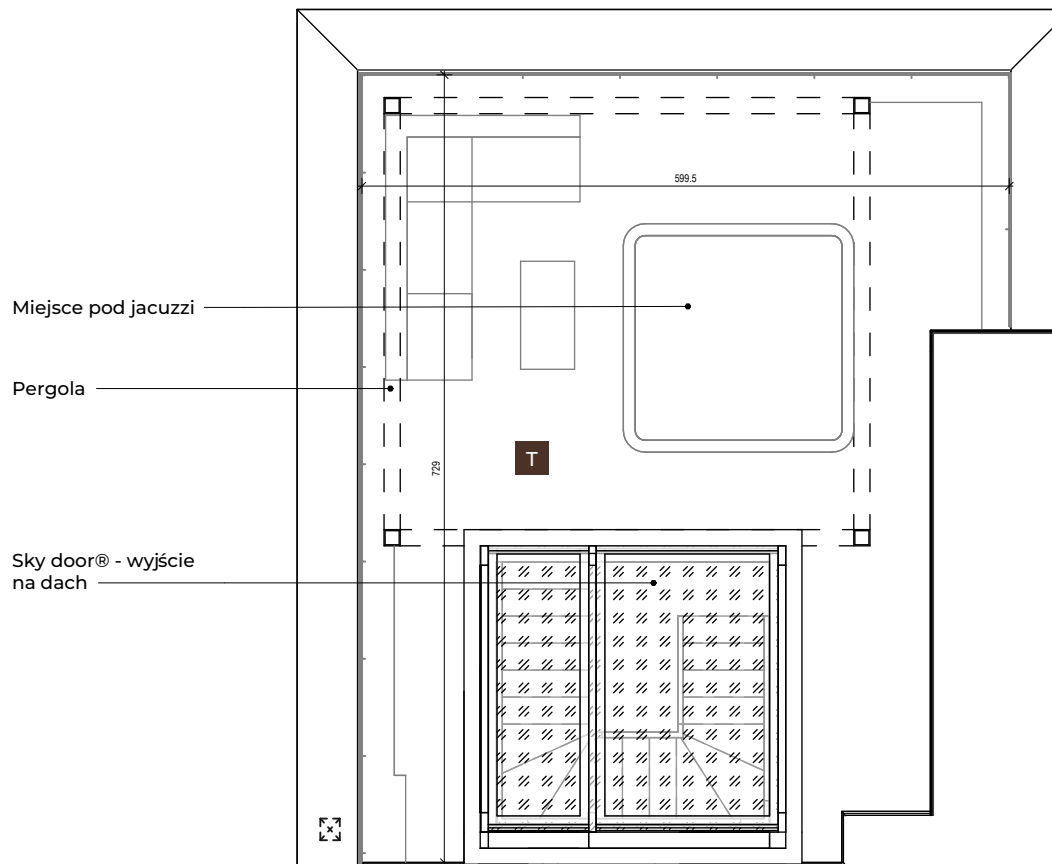 599.5
Miejsce pod jacuzzi
Pergola
729
T
Sky door® - wyjście
na dach